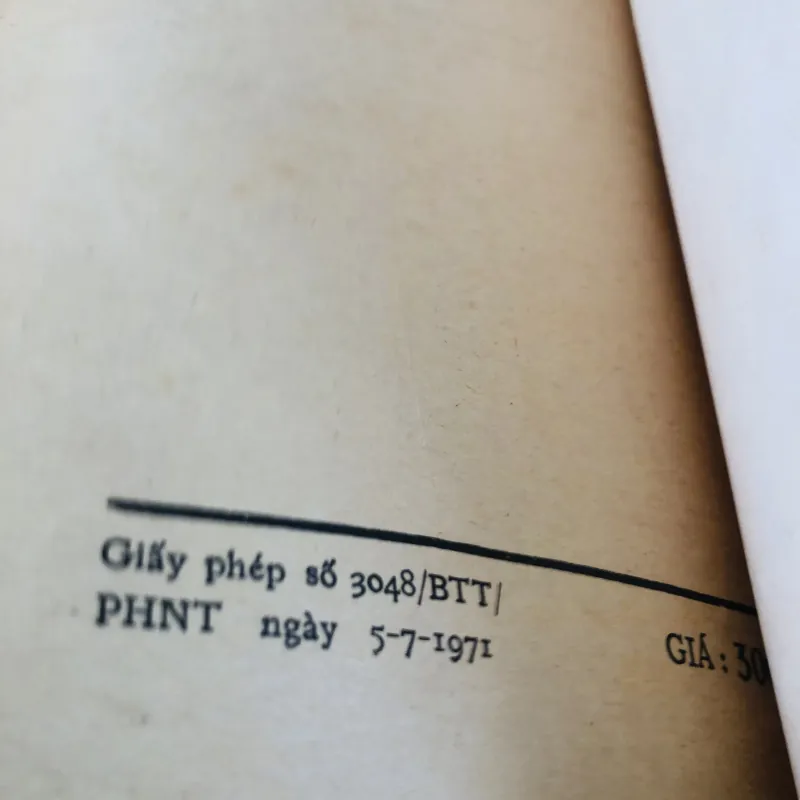 Giấy phép số 3048/BTT/
PHNT ngày 5-7-1971
GIÁ : 30